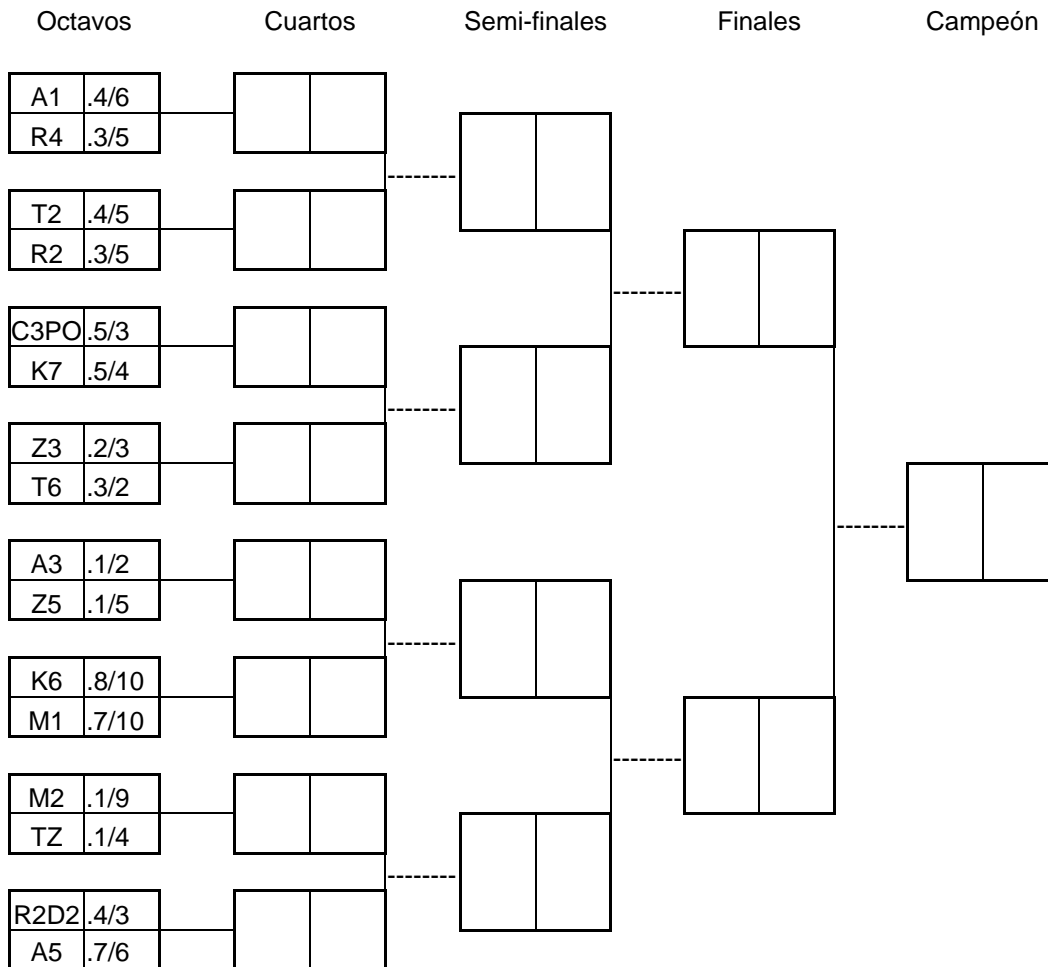 Octavos Cuartos Semi-finales Finales Campeón
A1 .4/6
R4 .3/5
T2 .4/5
R2 .3/5
C3PO .5/3
K7 .5/4
Z3 .2/3
T6 .3/2
A3 .1/2
Z5 .1/5
K6 .8/10
M1 .7/10
M2 .1/9
TZ .1/4
R2D2 .4/3
A5 .7/6